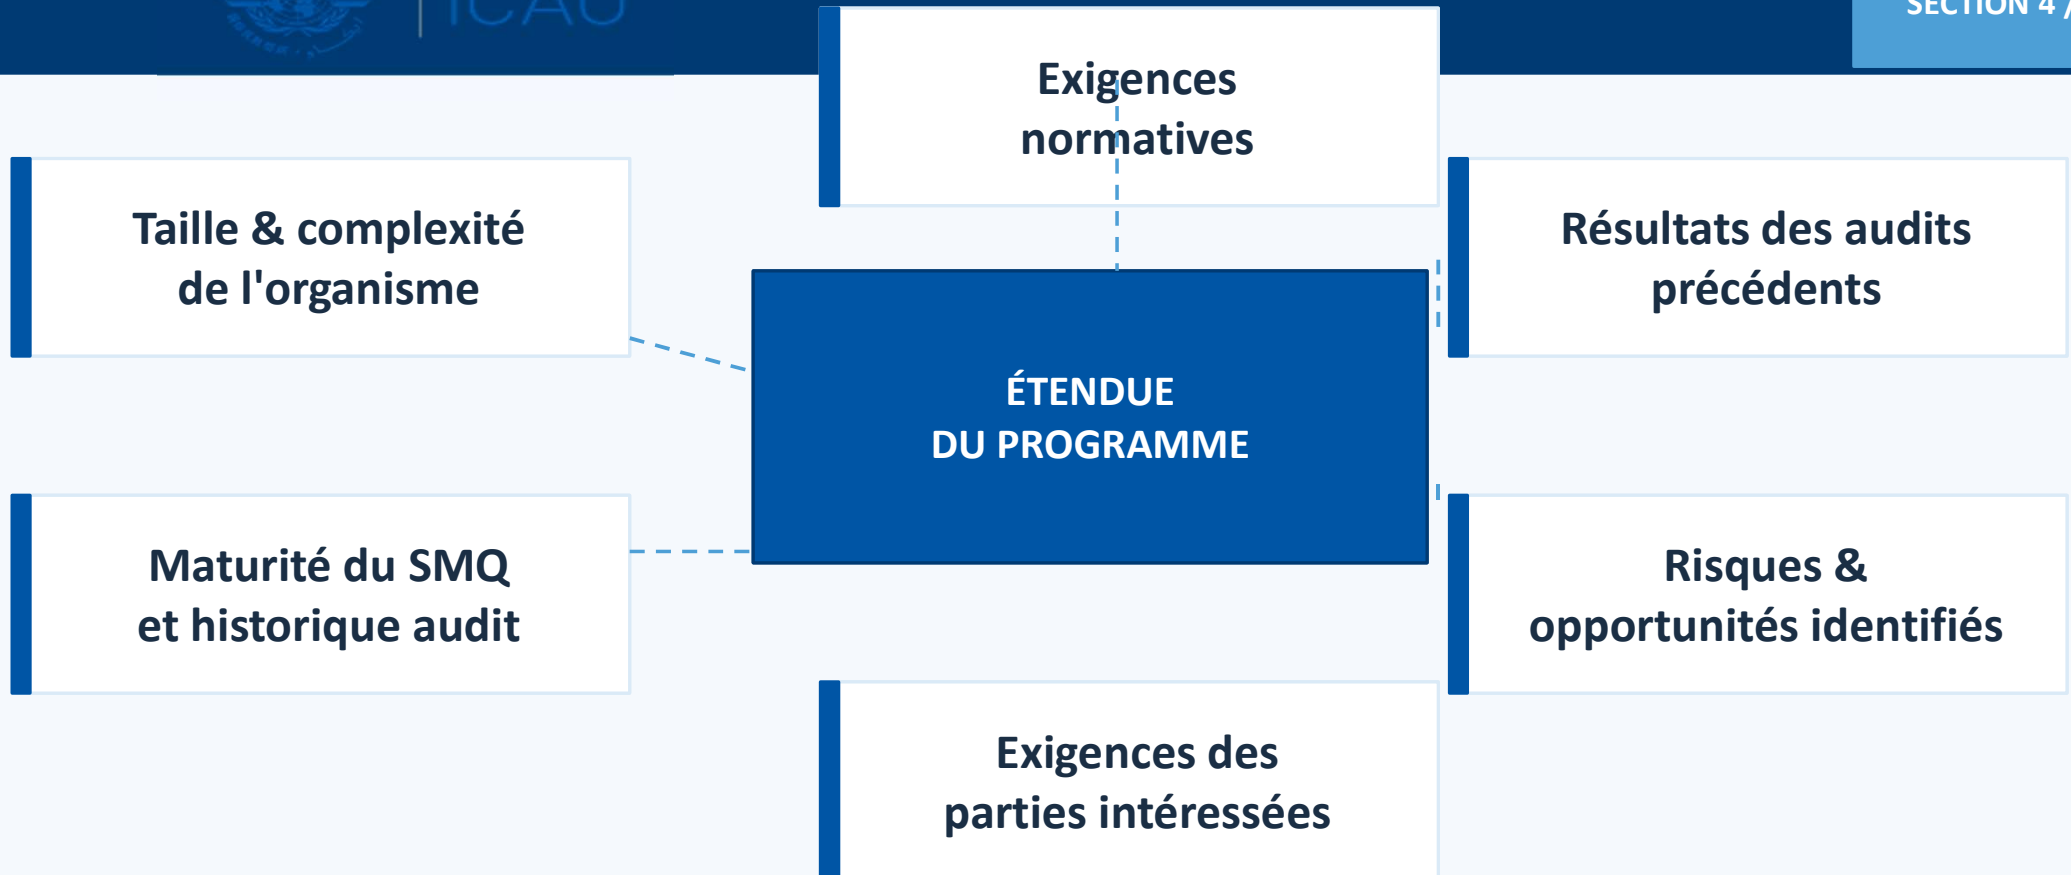 ICAO
SECTION 4 /
Exigences
normatives
Taille & complexité
de l'organisme
Résultats des audits
précédents
ÉTENDUE
DU PROGRAMME
Maturité du SMQ
et historique audit
Risques &
opportunités identifiés
Exigences des
parties intéressées